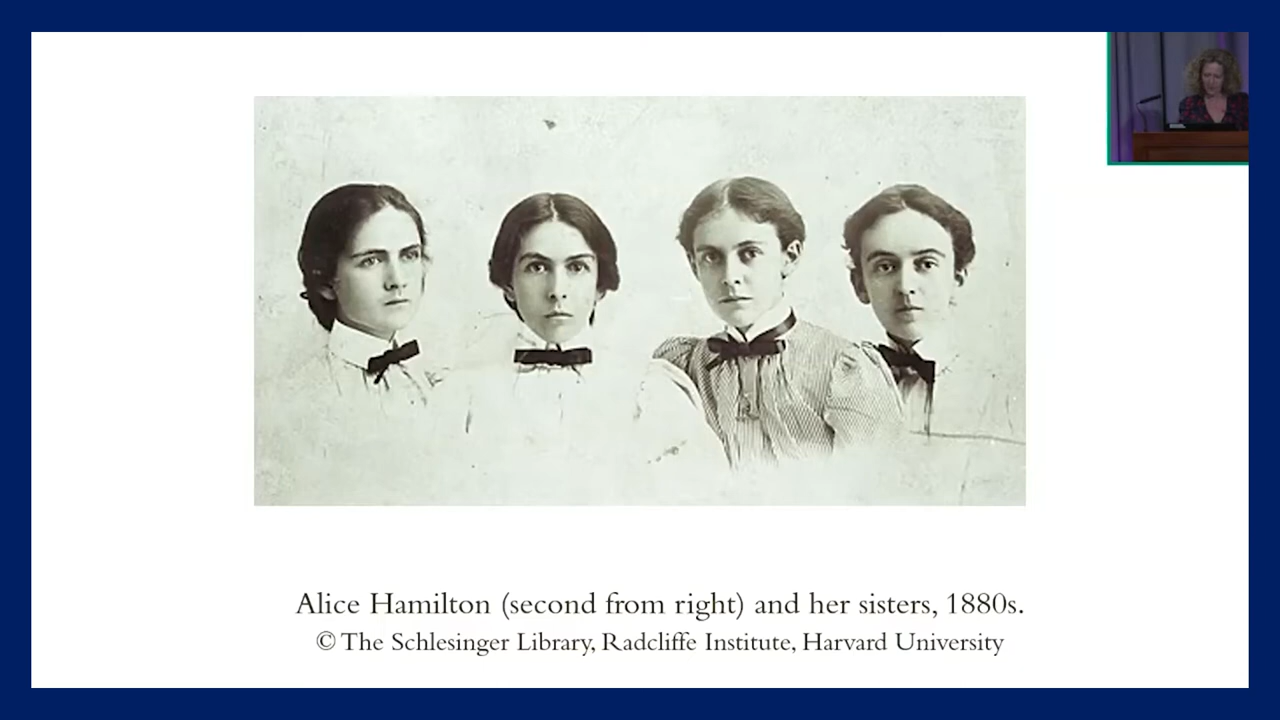 Alice Hamilton (second from right) and her sisters, 1880s.
© The Schlesinger Library, Radcliffe Institute, Harvard University